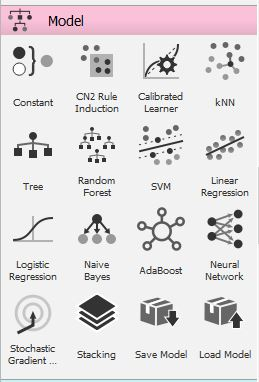 Model
Constant
CN2 Rule
Induction
Calibrated
Learner
kNN
Tree
Random
Forest
SVM
Linear
Regression
Logistic
Regression
Naive
Bayes
AdaBoost
Neural
Network
Stochastic
Gradient ...
Stacking
Save Model
Load Model